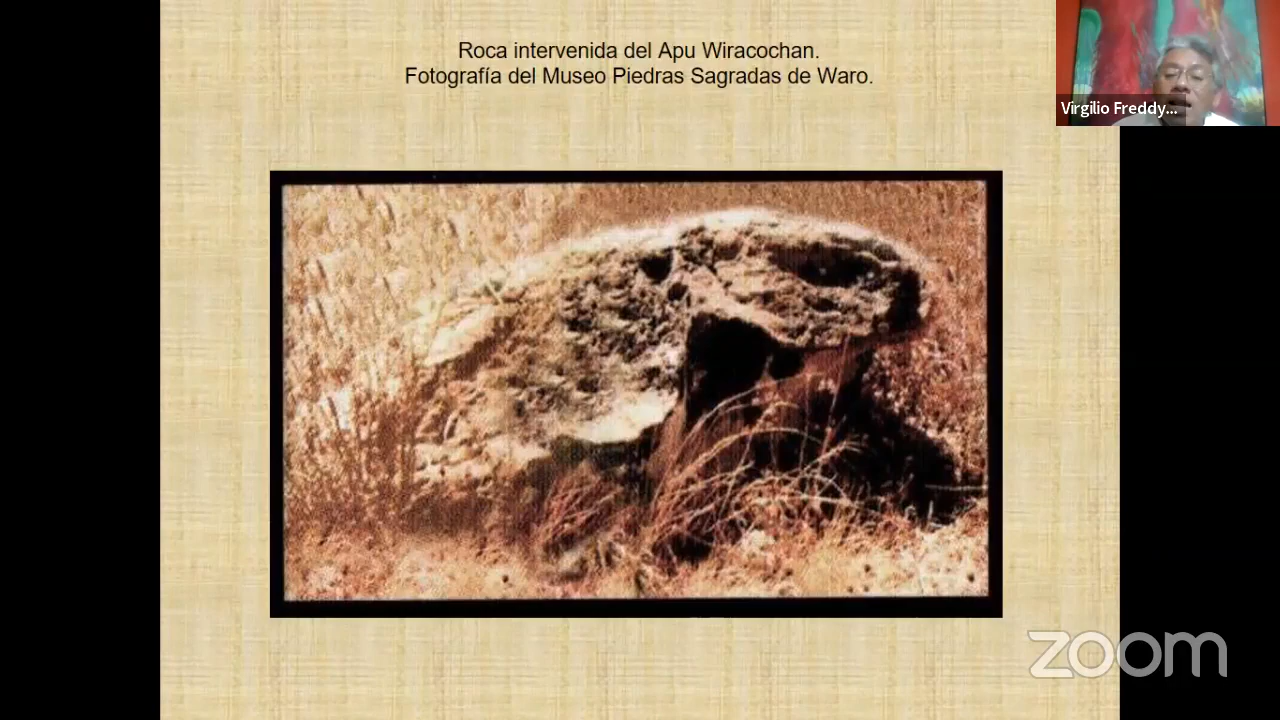 Roca intervenida del Apu Wiracochan.
Fotografía del Museo Piedras Sagradas de Waro.
Virgilio Freddy...
zoom